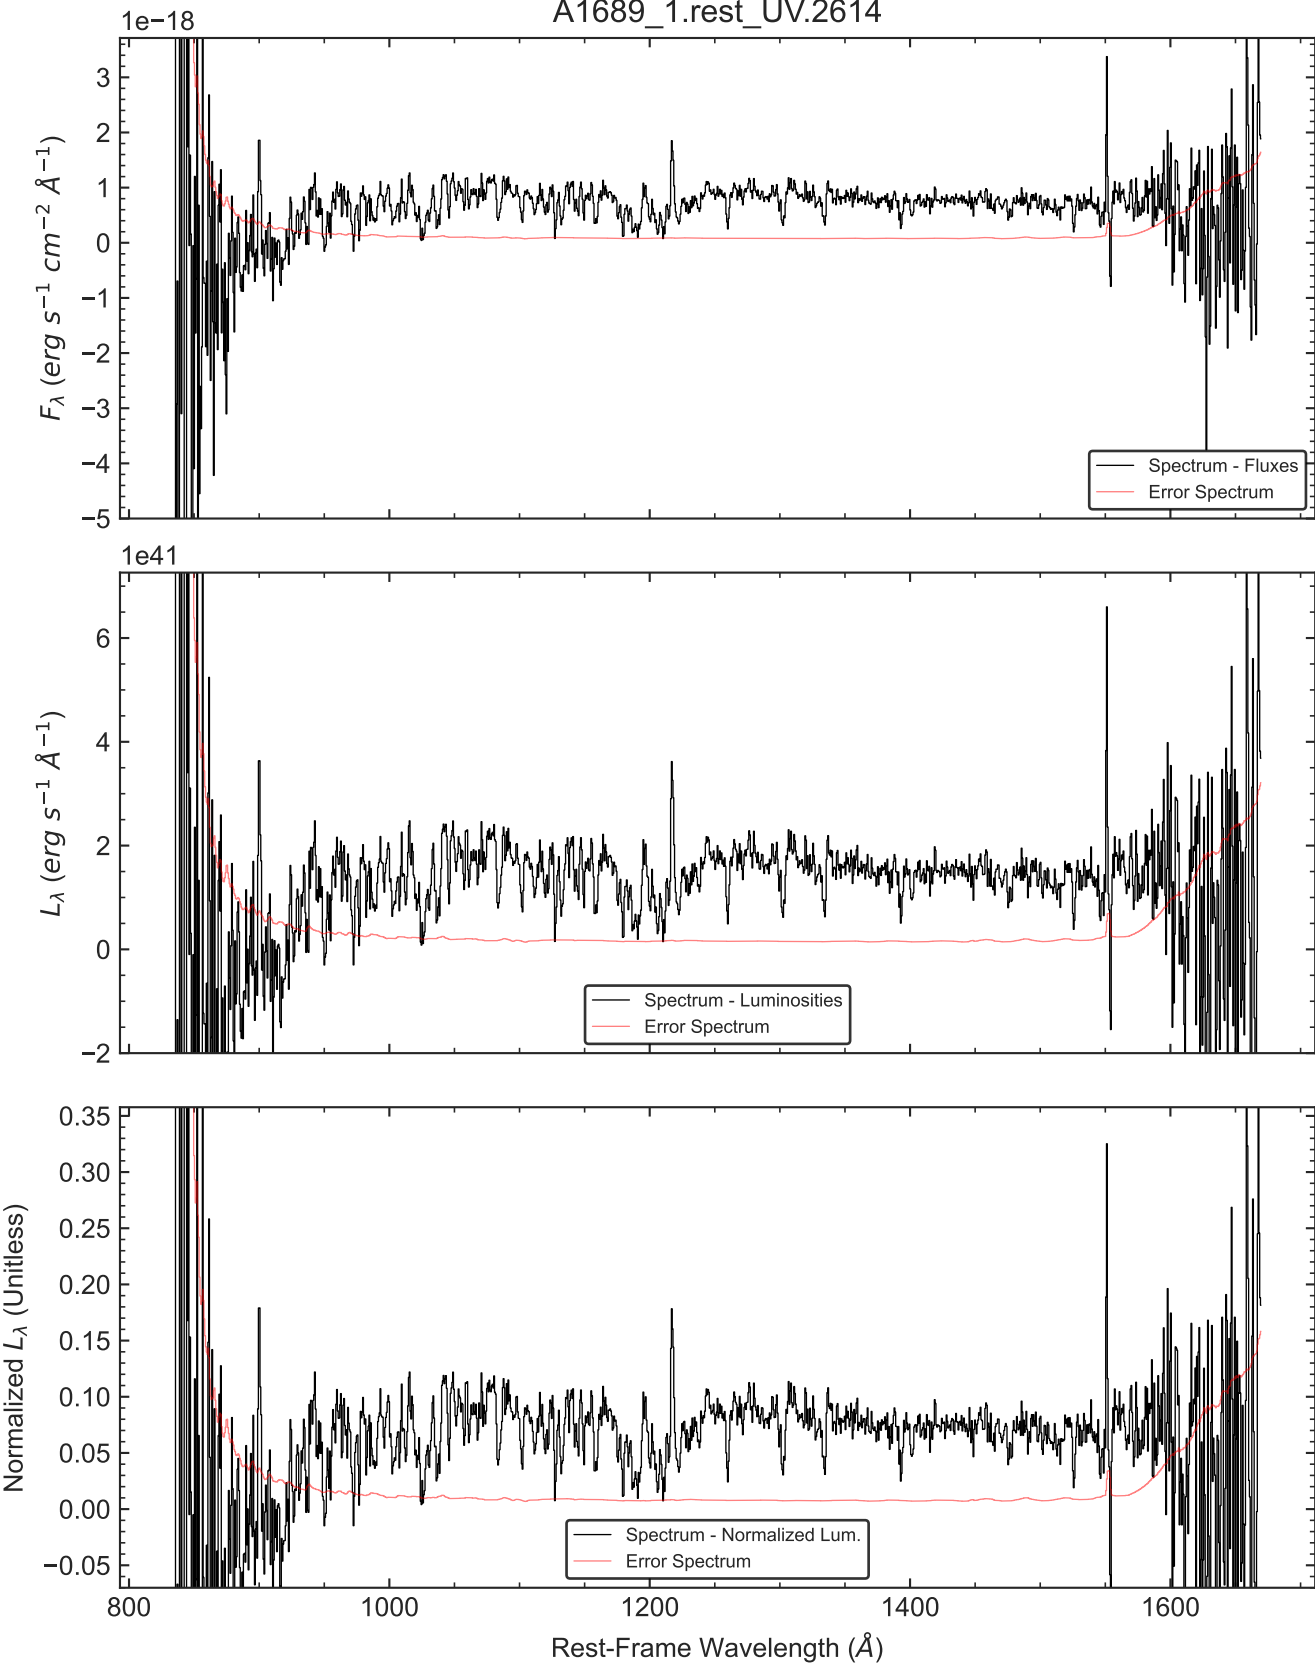 A1689_1.rest_UV.2614
1e−18
3
2
1
0
−1
−2
−3
−4
−5
F_λ (erg s⁻¹ cm⁻² Å⁻¹)
Spectrum - Fluxes
Error Spectrum
1e41
6
4
2
0
−2
L_λ (erg s⁻¹ Å⁻¹)
Spectrum - Luminosities
Error Spectrum
0.35
0.30
0.25
0.20
0.15
0.10
0.05
0.00
−0.05
Normalized L_λ (Unitless)
Spectrum - Normalized Lum.
Error Spectrum
800 1000 1200 1400 1600
Rest-Frame Wavelength (Å)